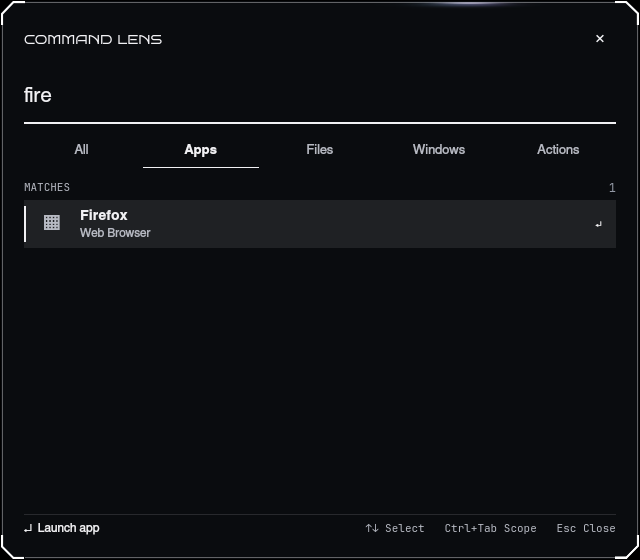 COMMAND LENS ×
fire
All Apps Files Windows Actions
MATCHES 1
Firefox
Web Browser ↵
↵ Launch app ↑↓ Select Ctrl+Tab Scope Esc Close